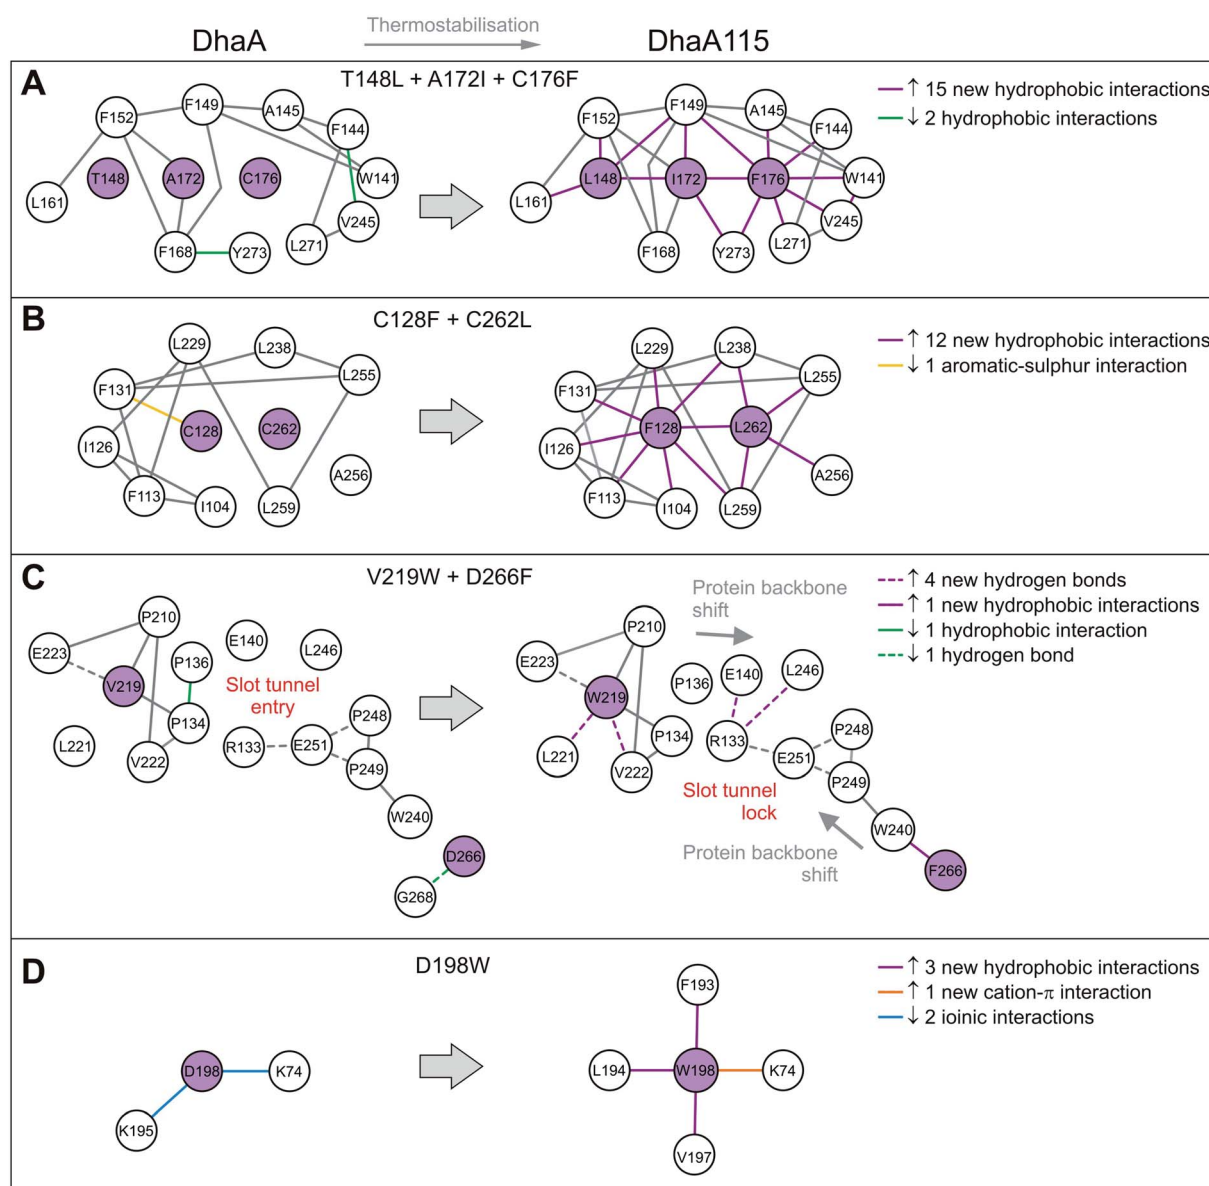 DhaA
Thermostabilisation
DhaA115
A
T148L + A172I + C176F
F152
F149
A145
F144
T148
A172
C176
W141
L161
V245
L271
F168
Y273
F152
F149
A145
F144
L148
I172
F176
W141
L161
V245
L271
F168
Y273
↑ 15 new hydrophobic interactions
↓ 2 hydrophobic interactions
B
C128F + C262L
L229
L238
L255
F131
C128
C262
I126
A256
F113
I104
L259
L229
L238
L255
F131
F128
L262
I126
A256
F113
I104
L259
↑ 12 new hydrophobic interactions
↓ 1 aromatic-sulphur interaction
C
V219W + D266F
P210
E223
P136
E140
L246
V219
Slot tunnel
entry
P134
L221
V222
R133
E251
P248
P249
W240
D266
G268
Protein backbone
shift
P210
E223
P136
E140
L246
W219
P134
R133
L221
V222
E251
P248
P249
Slot tunnel
lock
W240
Protein backbone
shift
F266
↑ 4 new hydrogen bonds
↑ 1 new hydrophobic interactions
↓ 1 hydrophobic interaction
↓ 1 hydrogen bond
D
D198W
D198
K74
K195
F193
L194
W198
K74
V197
↑ 3 new hydrophobic interactions
↑ 1 new cation-π interaction
↓ 2 ioinic interactions